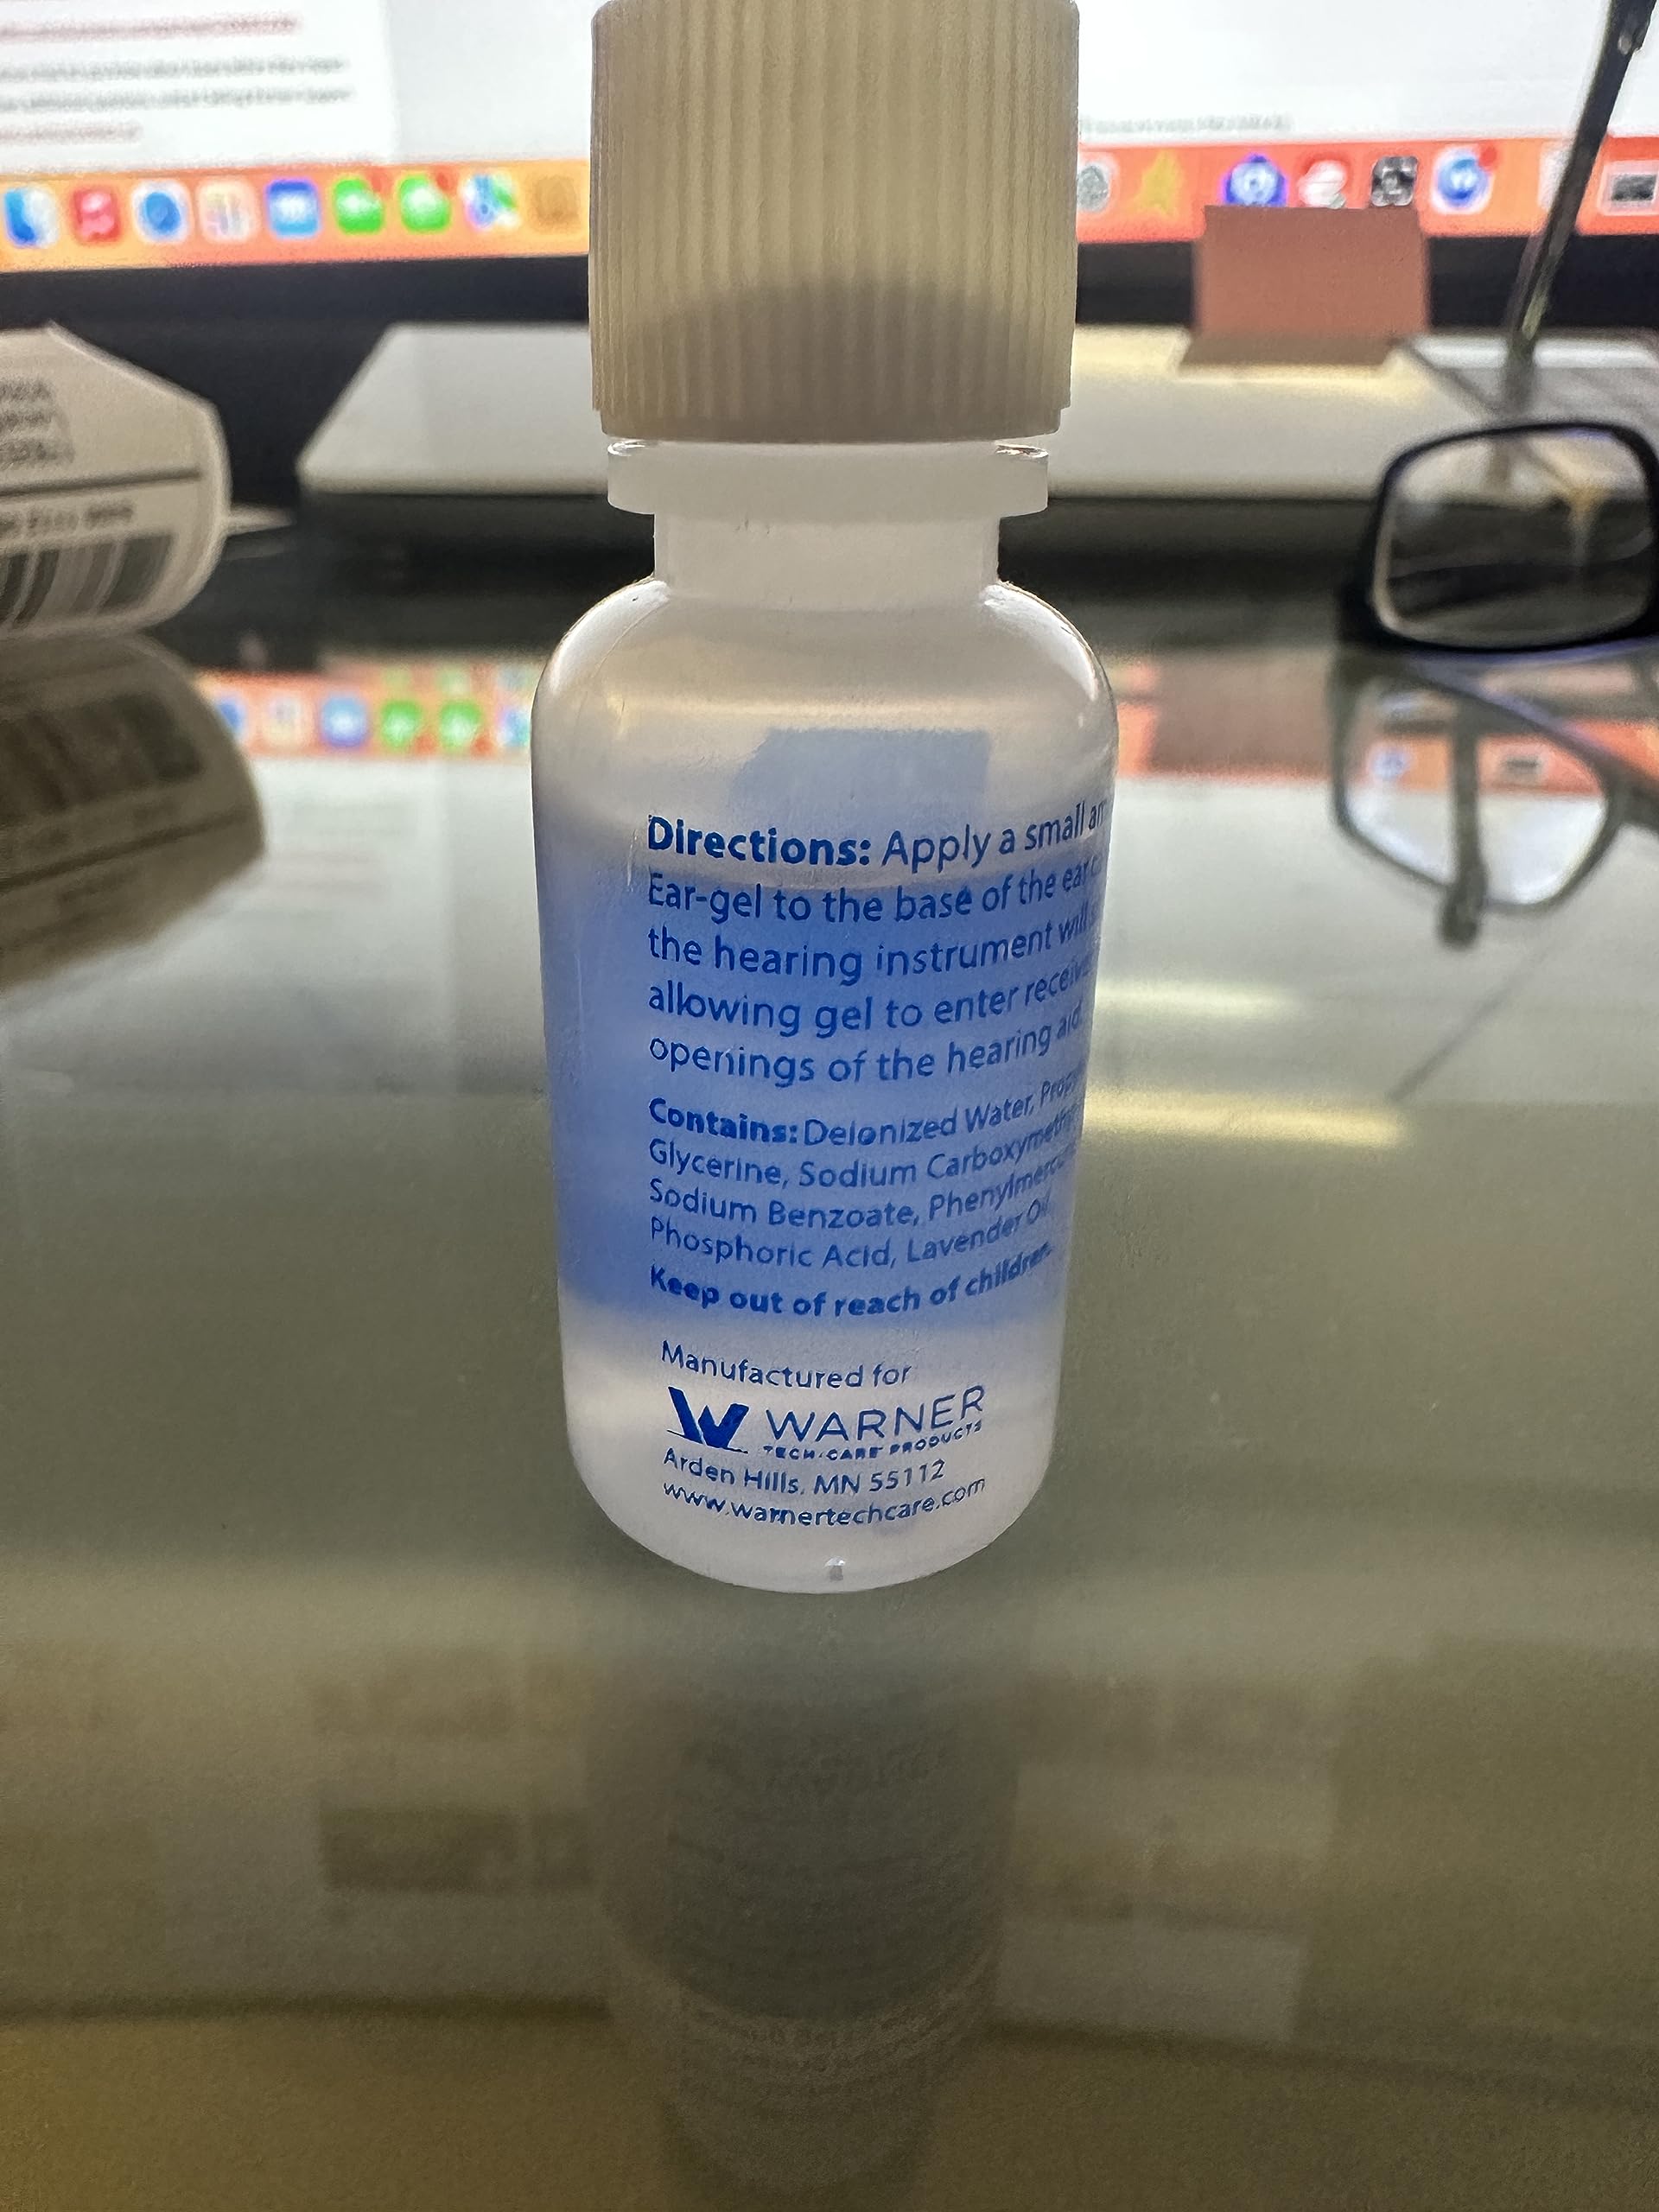 Directions: Apply a small
Ear-gel to the base of the ear
the hearing instrument will
allowing gel to enter
openings of the hearing aid.
Contains: Deionized Water,
Glycerine, Sodium
Sodium Benzoate,
Phosphoric Acid, Lavender Oil.
Keep out of reach of children.
Manufactured for
W WARNER
TECH-CARE PRODUCTS
Arden Hills, MN 55112
www.warnertechcare.com